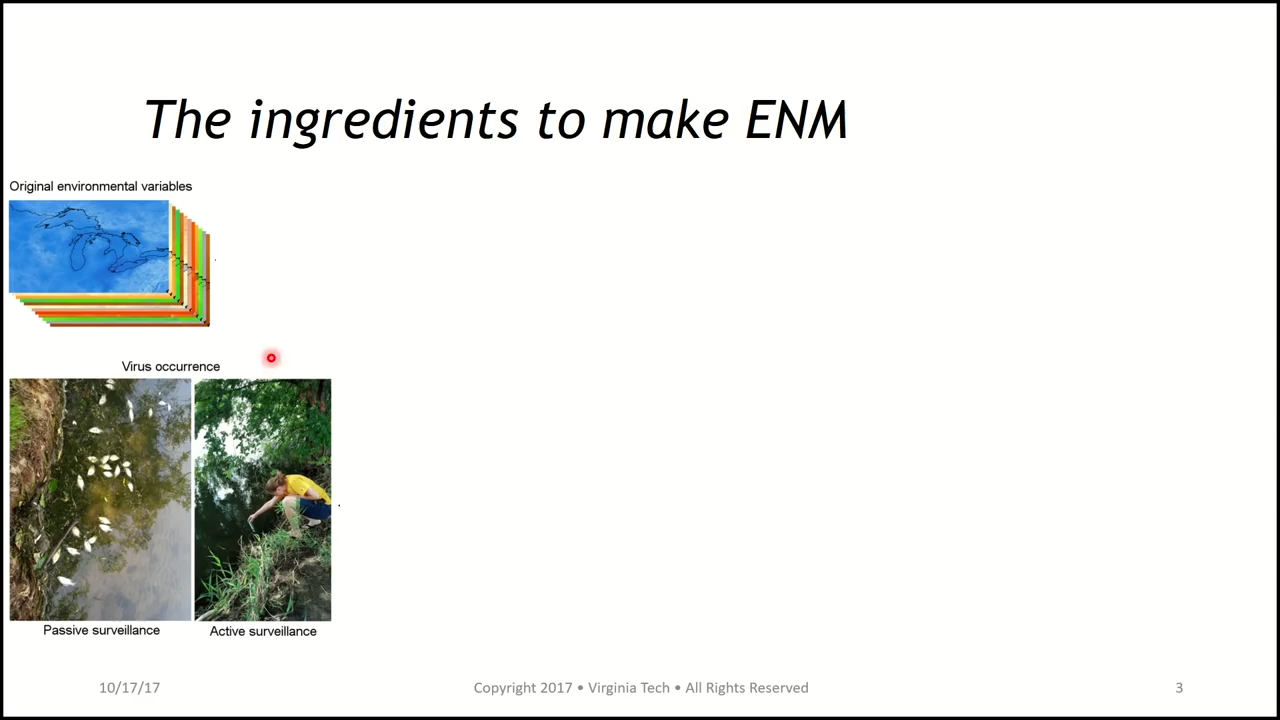 The ingredients to make ENM
Original environmental variables
Virus occurrence
Passive surveillance
Active surveillance
10/17/17
Copyright 2017 • Virginia Tech • All Rights Reserved
3